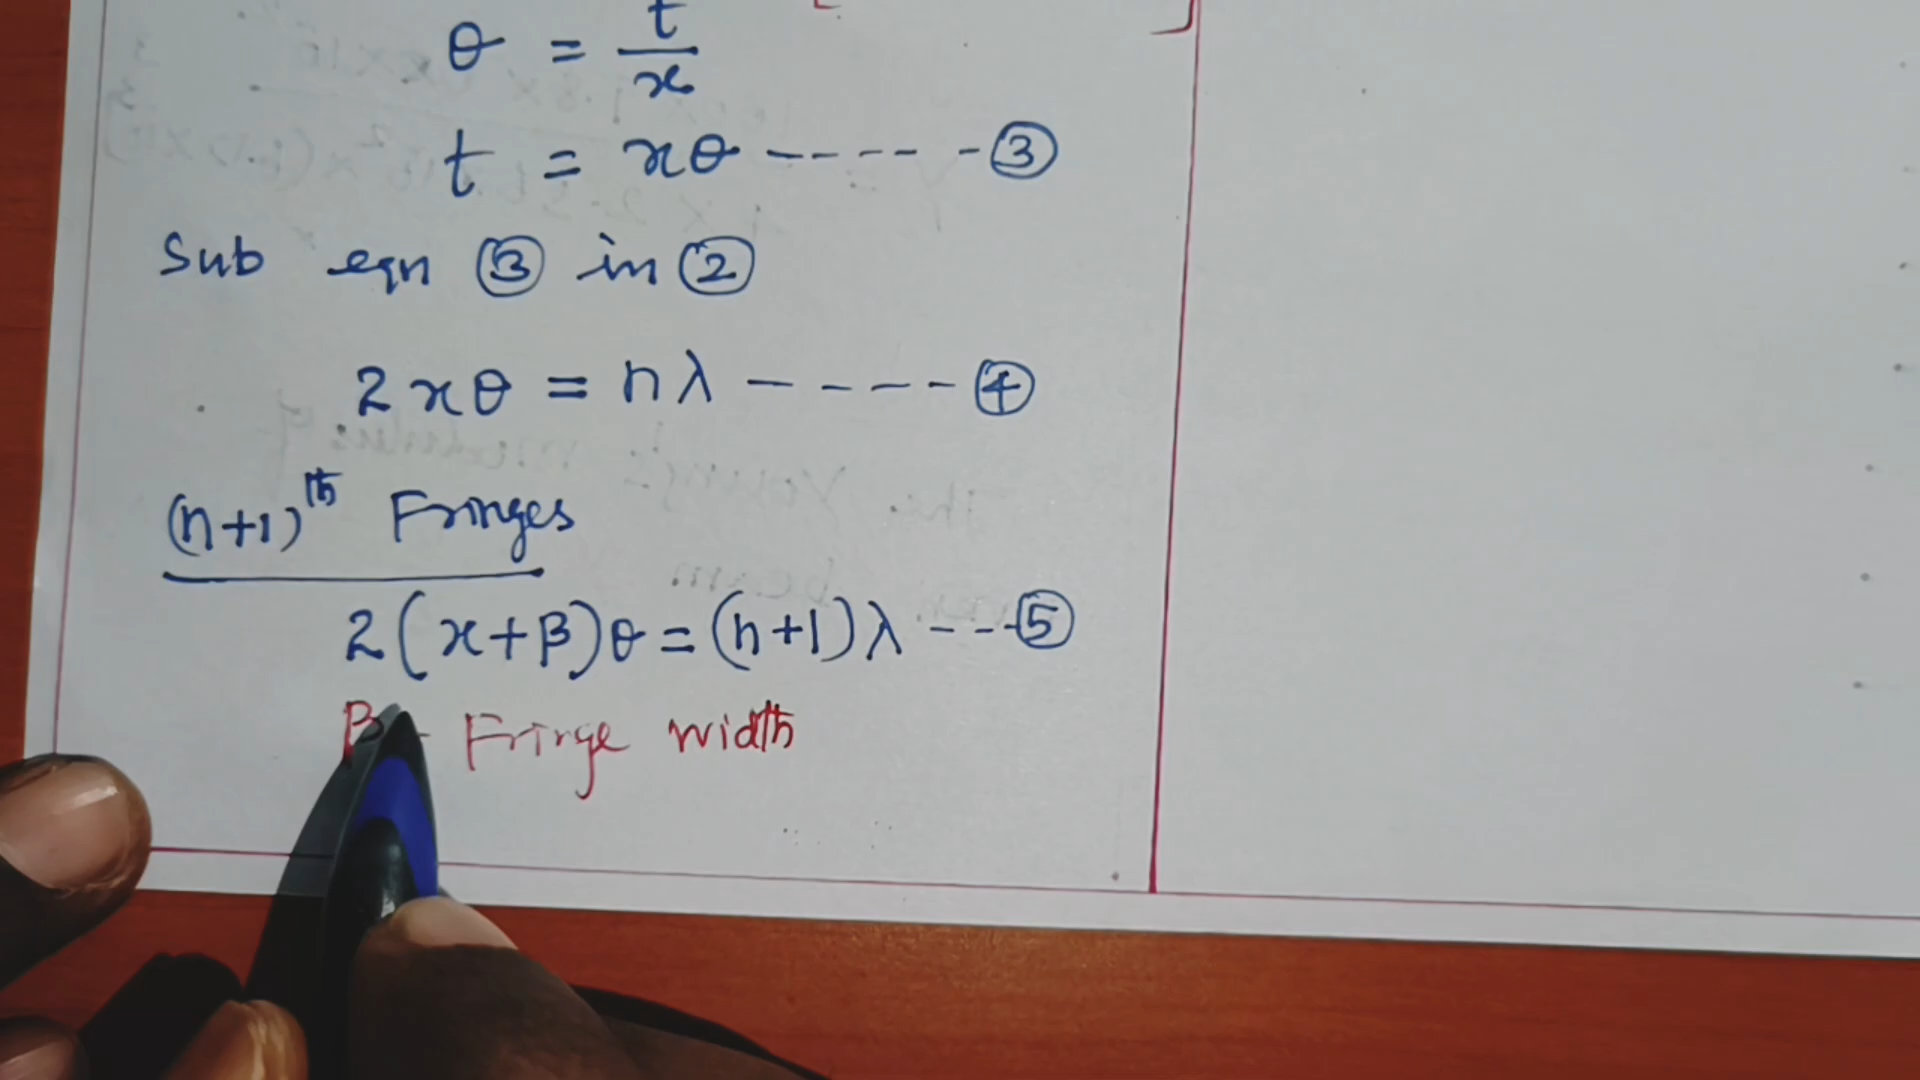 θ = t/x
t = xθ ----- - ③
Sub eqn ③ in ②
2xθ = nλ ----- ④
(n+1)th Fringes
2(x+β)θ = (n+1)λ --- ⑤
β - Fringe width